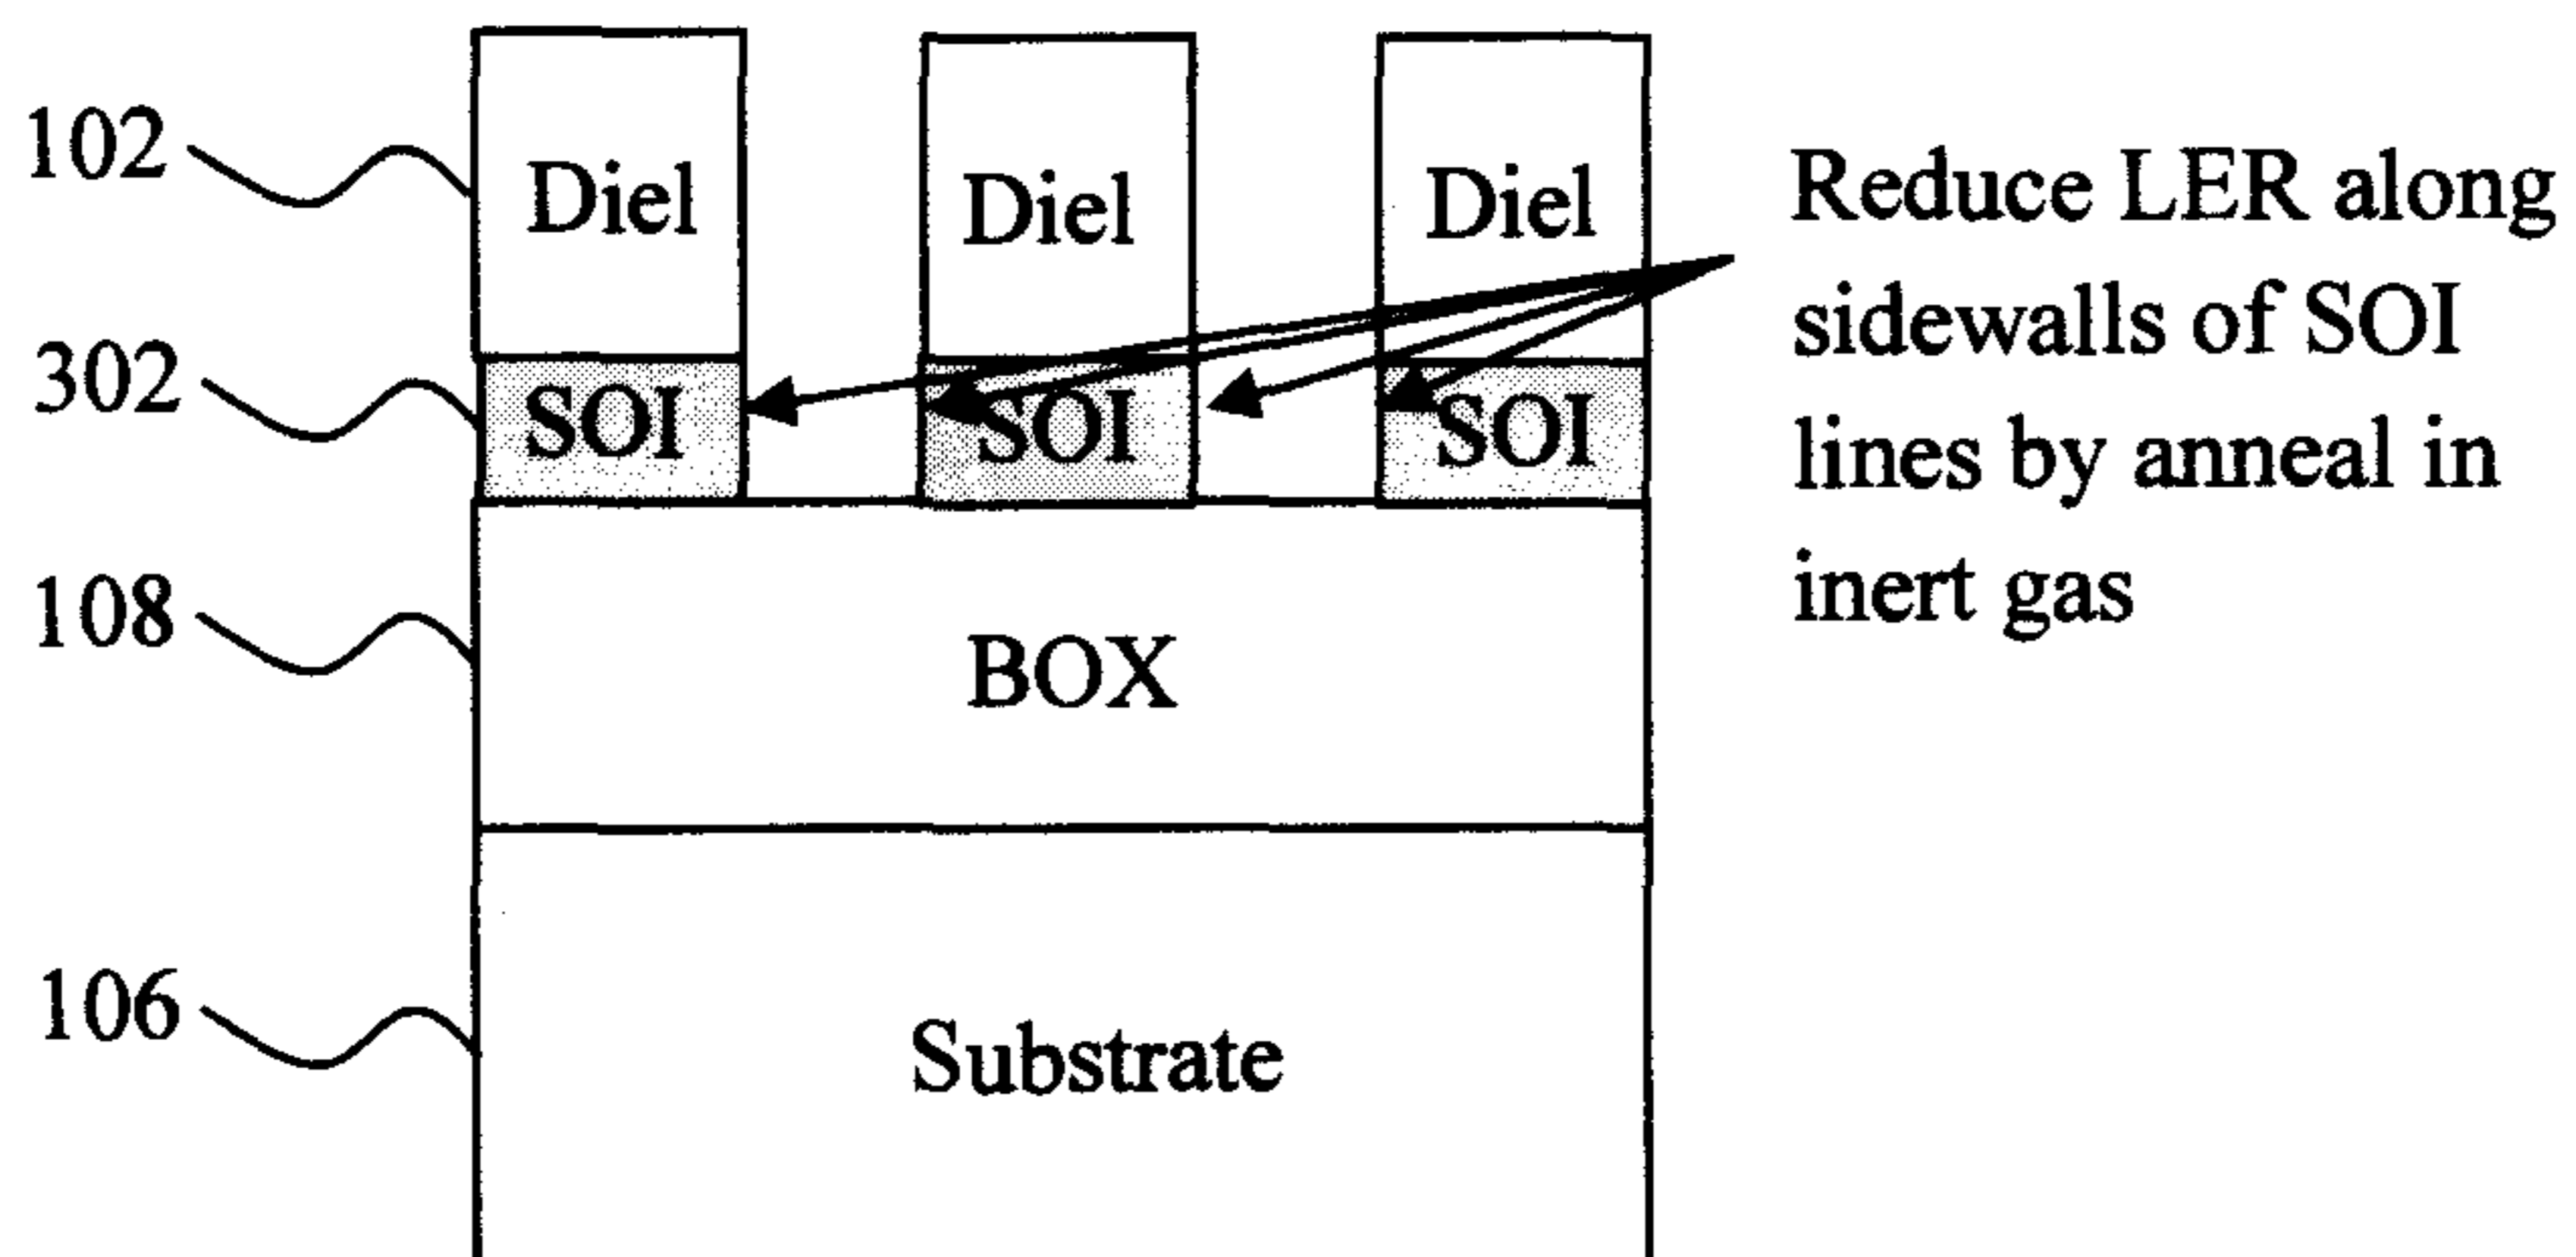 102
Diel
Diel
Diel
Reduce LER along
sidewalls of SOI
lines by anneal in
inert gas
302
SOI
SOI
SOI
108
BOX
106
Substrate